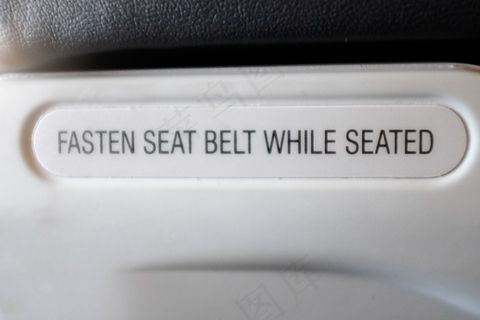 FASTEN SEAT BELT WHILE SEATED